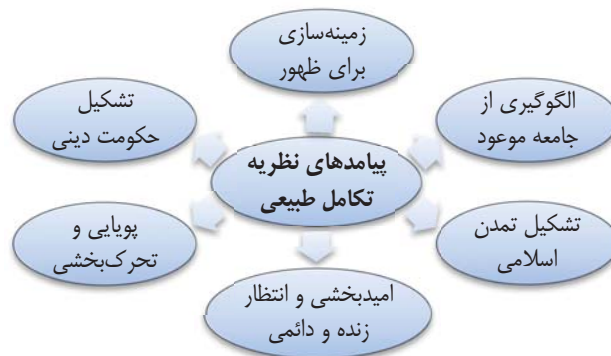 زمینه‌سازی
برای ظهور
الگوگیری از
جامعه موعود
تشکیل
حکومت دینی
پیامدهای نظریه
تکامل طبیعی
تشکیل تمدن
اسلامی
پویایی و
تحرک‌بخشی
امیدبخشی و انتظار
زنده و دائمی